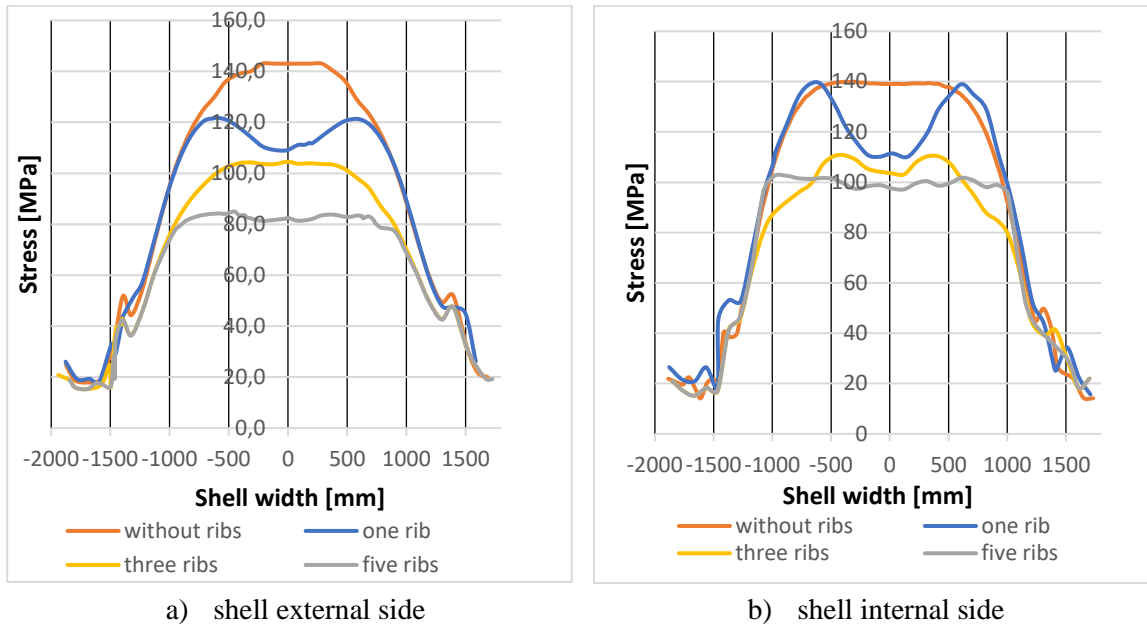 160,0
140,0
120,0
100,0
80,0
60,0
40,0
20,0
0,0
Stress [MPa]
-2000 -1500 -1000 -500 0 500 1000 1500
Shell width [mm]
without ribs one rib
three ribs five ribs
a) shell external side
160
140
120
100
80
60
40
20
0
Stress [MPa]
-2000 -1500 -1000 -500 0 500 1000 1500
Shell width [mm]
without ribs one rib
three ribs five ribs
b) shell internal side